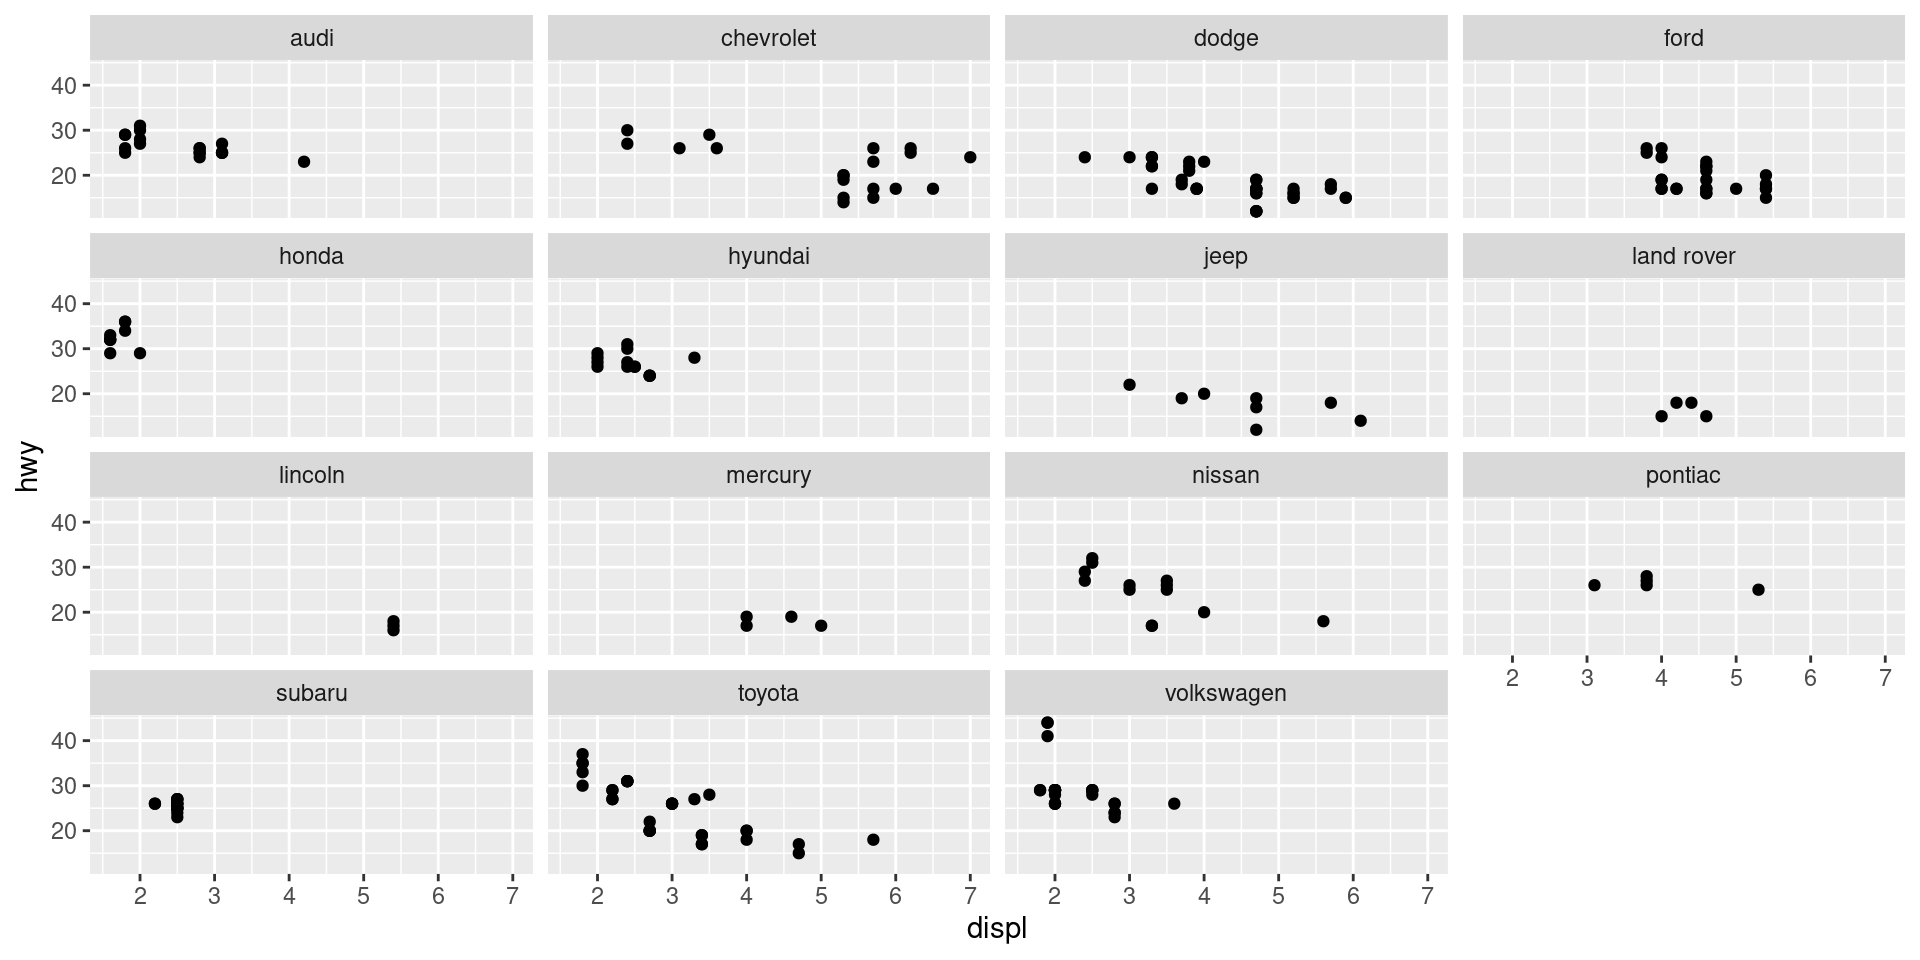 audi chevrolet dodge ford
40
30
20
honda hyundai jeep land rover
40
30
20
hwy
lincoln mercury nissan pontiac
40
30
20
2 3 4 5 6 7
subaru toyota volkswagen
40
30
20
2 3 4 5 6 7 2 3 4 5 6 7 2 3 4 5 6 7
displ